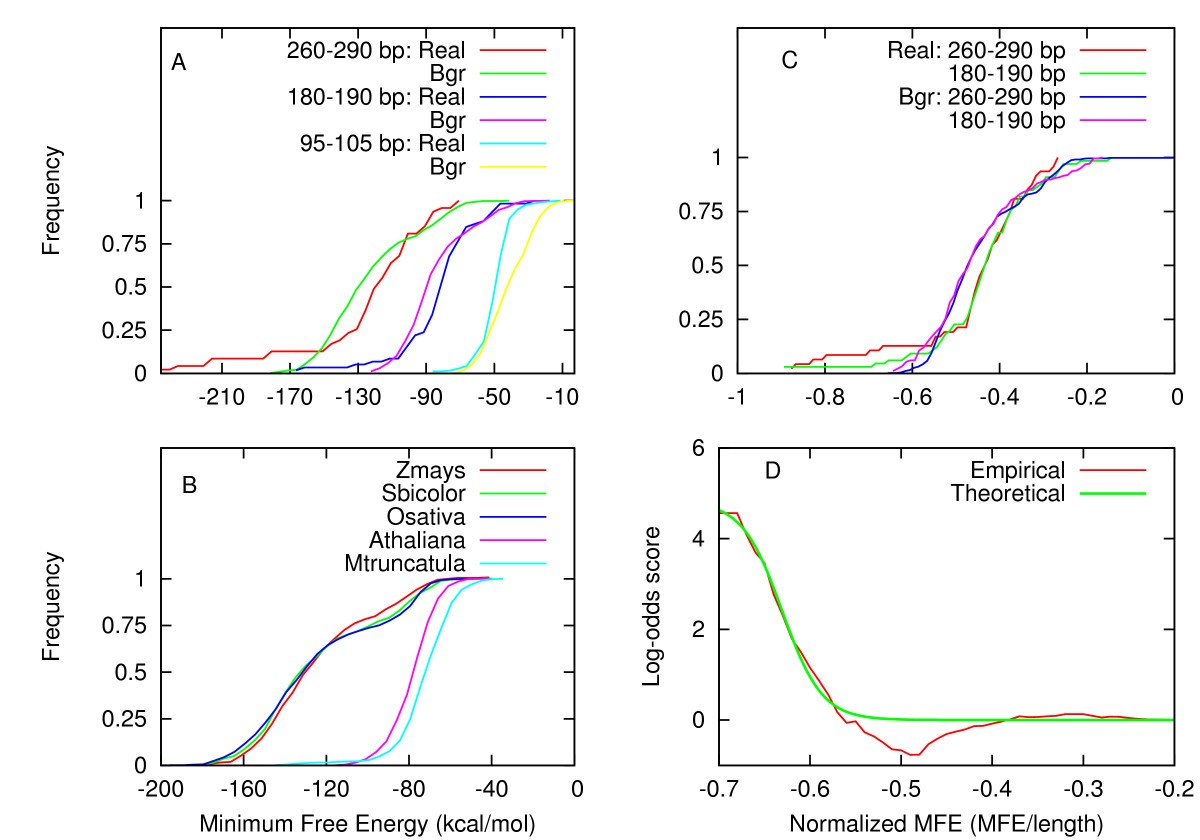 A
260-290 bp: Real
Bgr
180-190 bp: Real
Bgr
95-105 bp: Real
Bgr
Frequency
1
0.75
0.5
0.25
0
-210 -170 -130 -90 -50 -10
C
Real: 260-290 bp
180-190 bp
Bgr: 260-290 bp
180-190 bp
1
0.75
0.5
0.25
0
-1 -0.8 -0.6 -0.4 -0.2 0
B
Zmays
Sbicolor
Osativa
Athaliana
Mtruncatula
Frequency
1
0.75
0.5
0.25
0
-200 -160 -120 -80 -40 0
Minimum Free Energy (kcal/mol)
D
Empirical
Theoretical
Log-odds score
6
4
2
0
-0.7 -0.6 -0.5 -0.4 -0.3 -0.2
Normalized MFE (MFE/length)